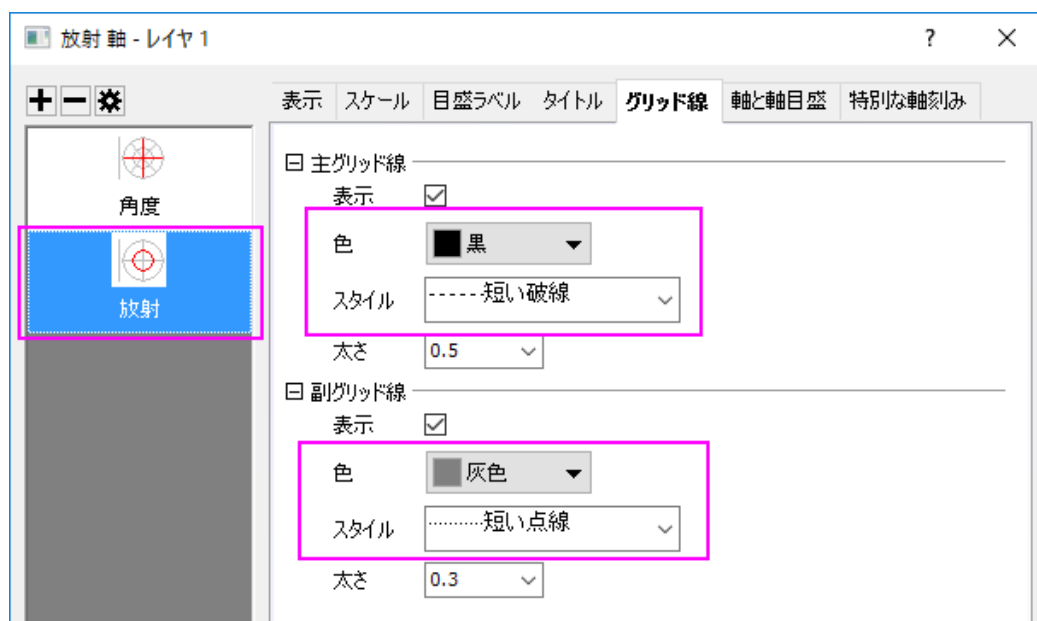 放射 軸 - レイヤ 1
?
表示 スケール 目盛ラベル タイトル グリッド線 軸と軸目盛 特別な軸刻み
角度
放射
主グリッド線
表示
色 黒
スタイル 短い破線
太さ 0.5
副グリッド線
表示
色 灰色
スタイル 短い点線
太さ 0.3